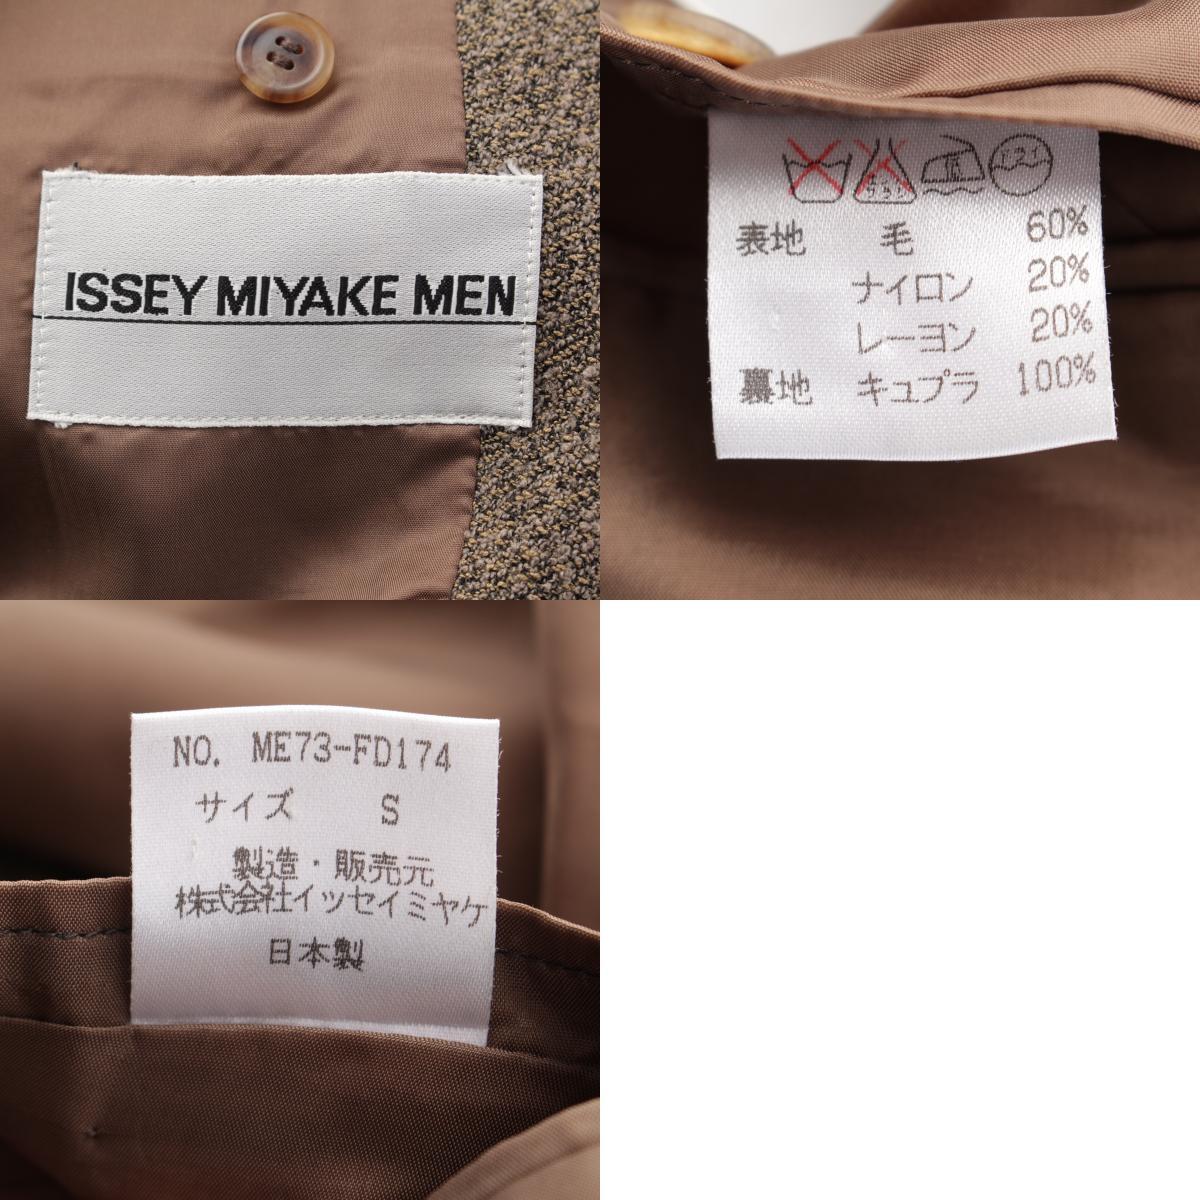 ISSEY MIYAKE MEN
表地 毛 60%
ナイロン 20%
レーヨン 20%
裏地 キュプラ 100%
NO. ME73-FD174
サイズ S
製造・販売元
株式会社イッセイミヤケ
日本製